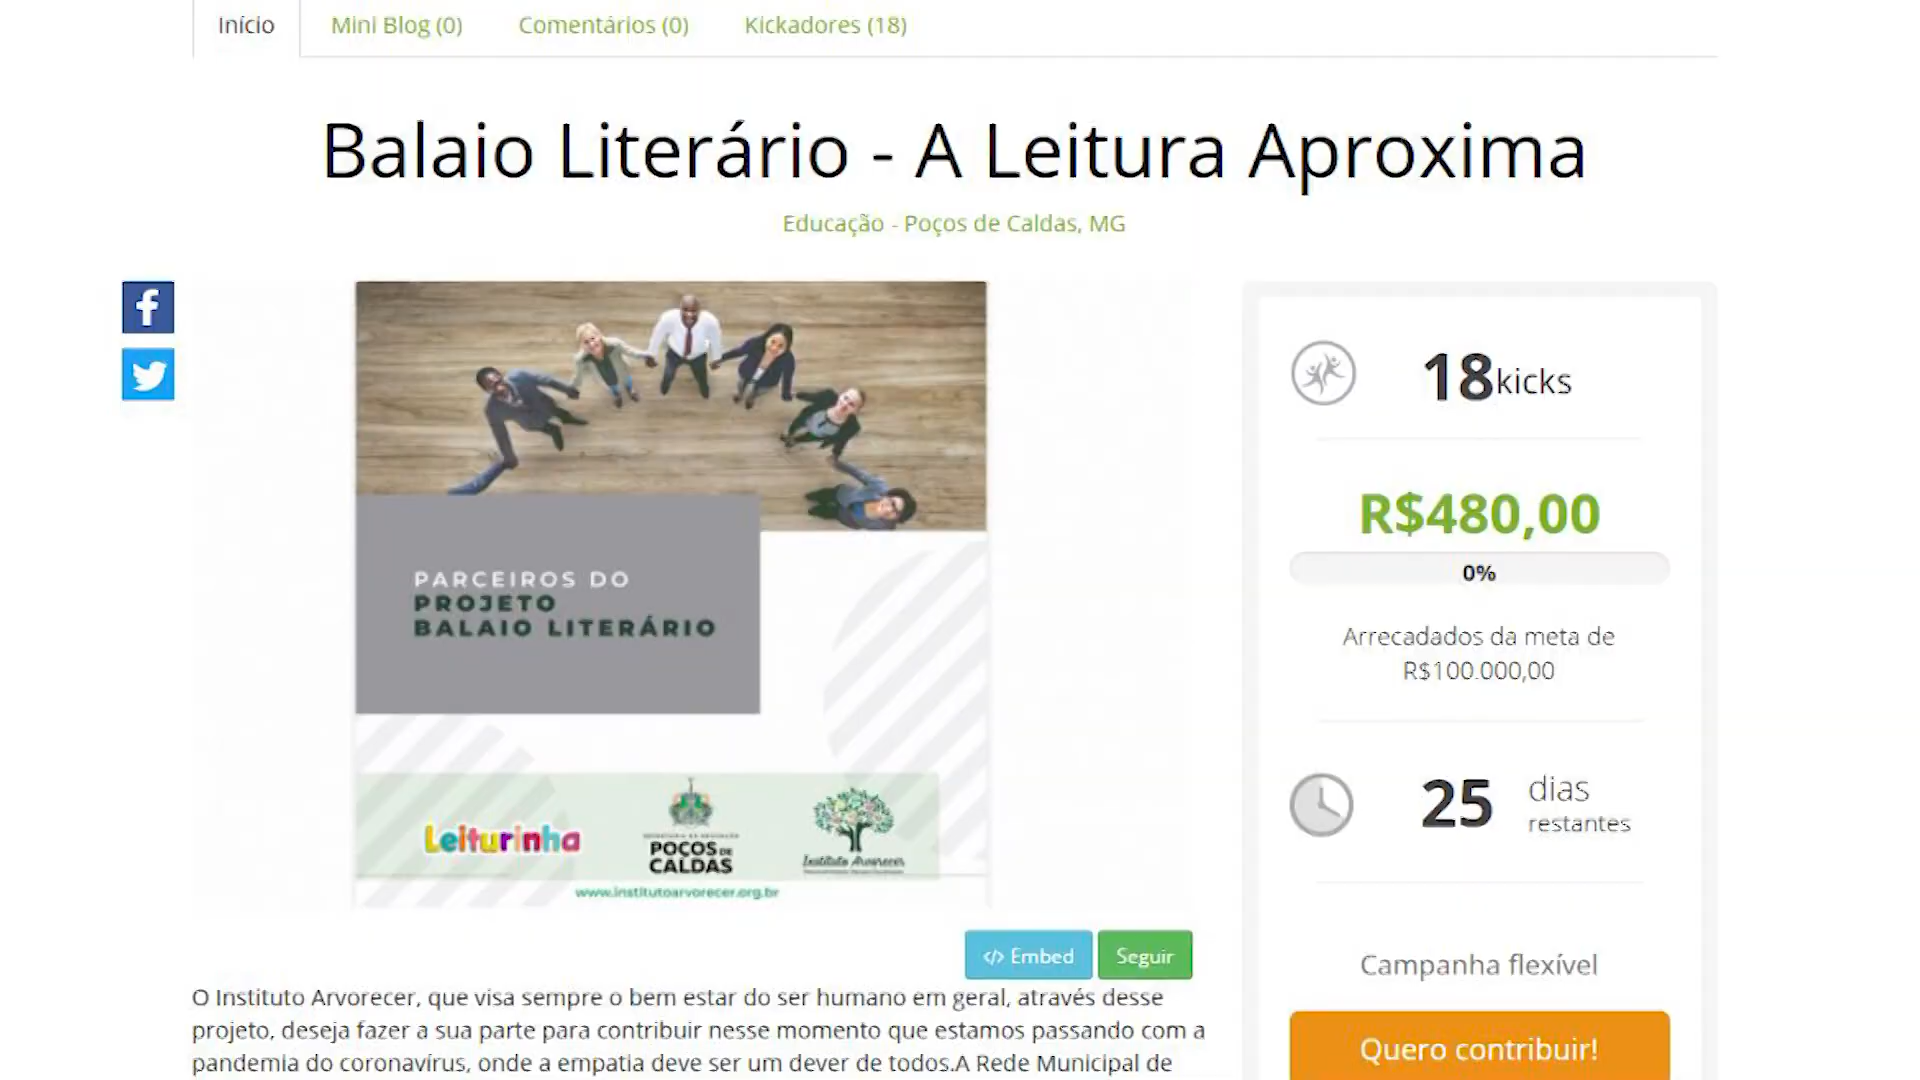 Início
Mini Blog (0)
Comentários (0)
Kickadores (18)
Balaio Literário - A Leitura Aproxima
Educação - Poços de Caldas, MG
18kicks
R$480,00
0%
Arrecadados da meta de
R$100.000,00
25 dias
restantes
Campanha flexível
Quero contribuir!
PARCEIROS DO
PROJETO
BALAIO LITERÁRIO
Leiturinha
POÇOS DE
CALDAS
Instituto Arvorecer
www.institutoarvorecer.org.br
</> Embed
Seguir
O Instituto Arvorecer, que visa sempre o bem estar do ser humano em geral, através desse
projeto, deseja fazer a sua parte para contribuir nesse momento que estamos passando com a
pandemia do coronavírus, onde a empatia deve ser um dever de todos.A Rede Municipal de